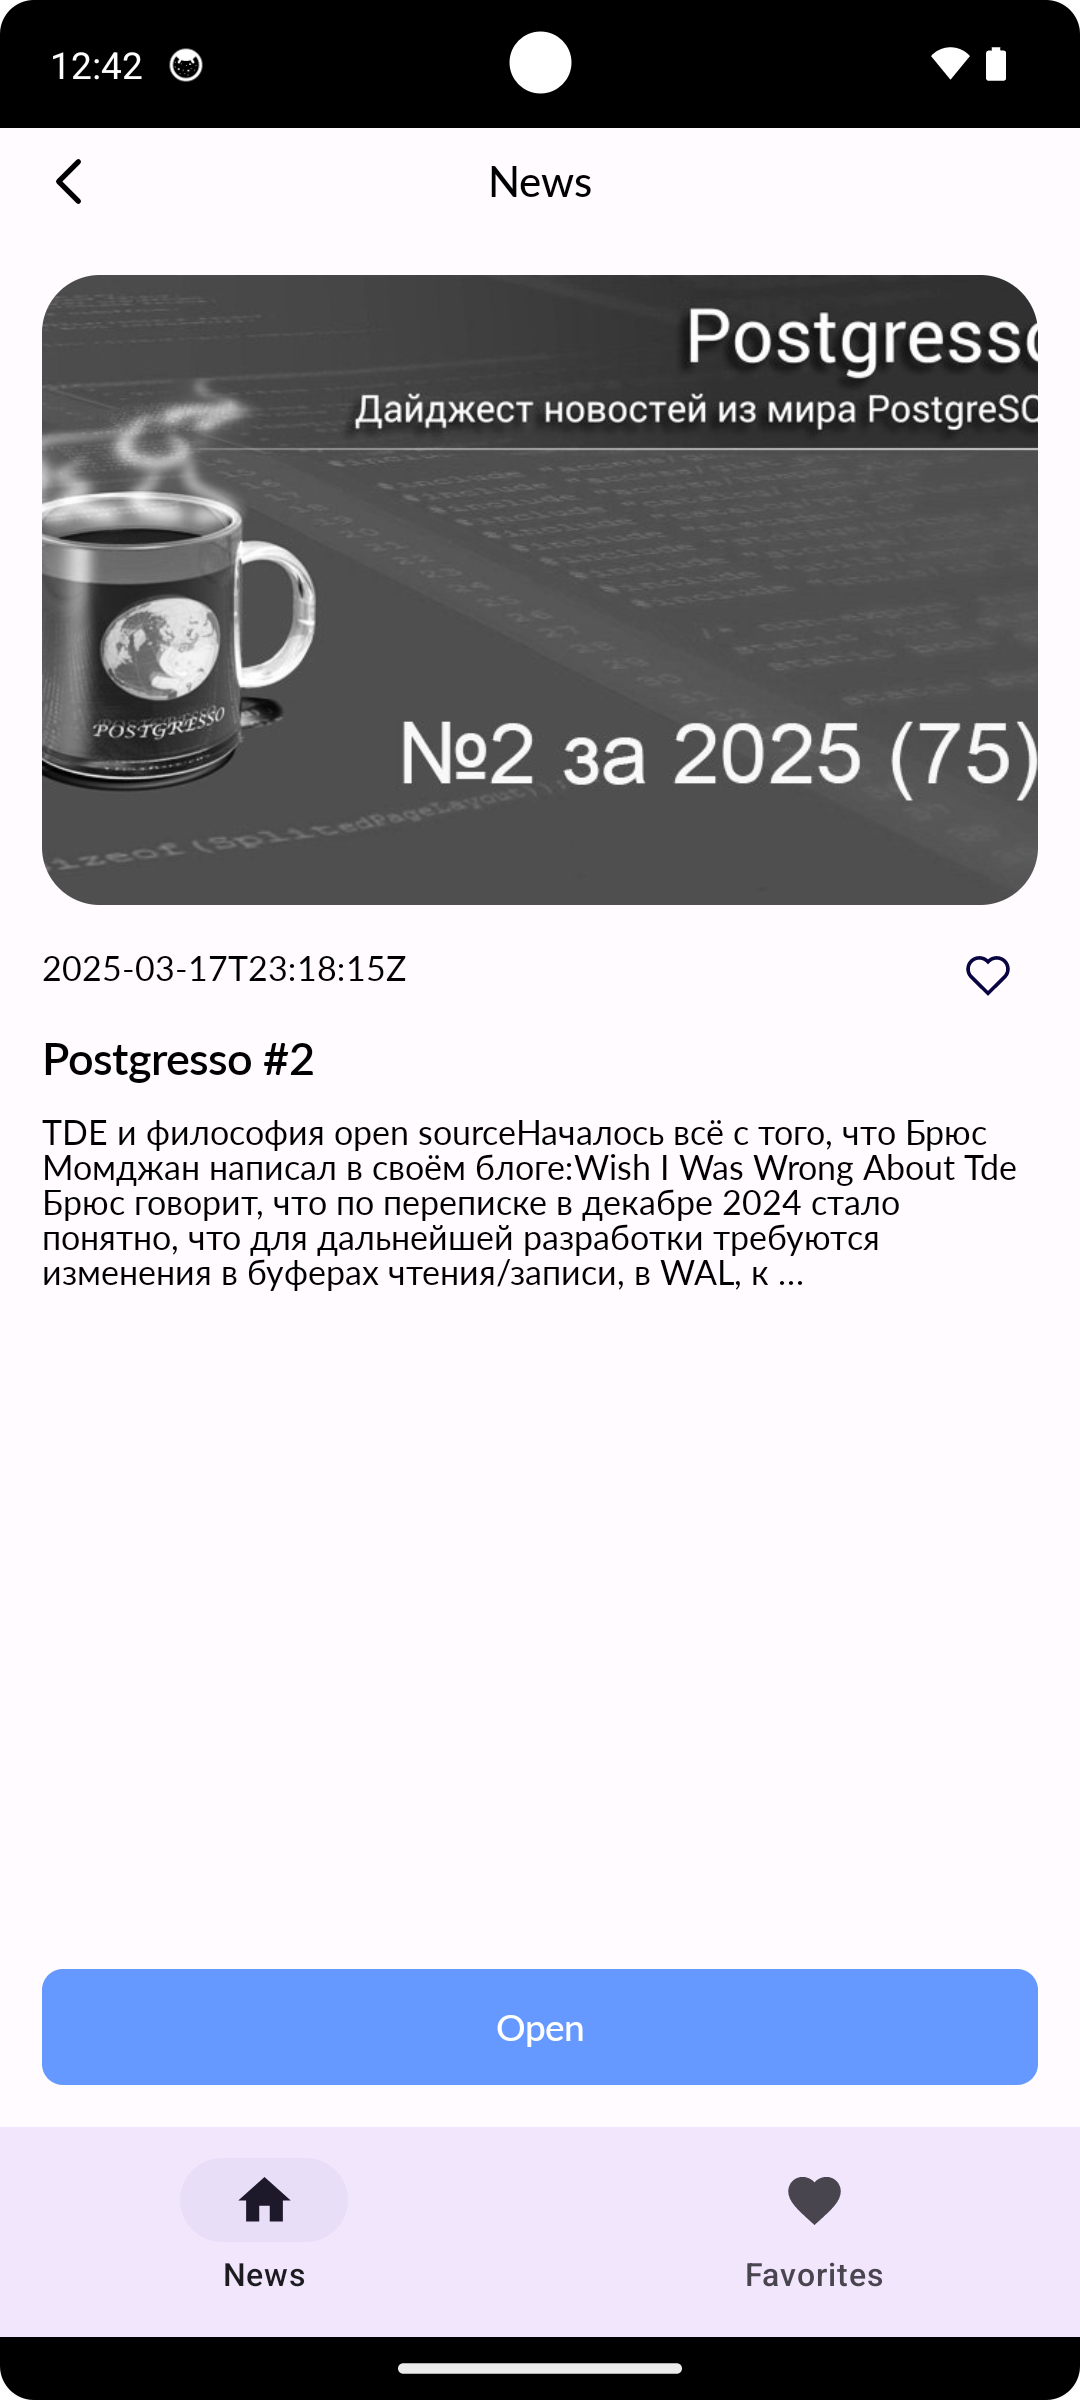 12:42
News
Postgresso
Дайджест новостей из мира PostgreSQ
POSTGRESSO
№2 за 2025 (75)
izeof(SplitedPageLayout));
2025-03-17T23:18:15Z
Postgresso #2
TDE и философия open sourceНачалось всё с того, что Брюс
Момджан написал в своём блоге:Wish I Was Wrong About Tde
Брюс говорит, что по переписке в декабре 2024 стало
понятно, что для дальнейшей разработки требуются
изменения в буферах чтения/записи, в WAL, к ...
Open
News
Favorites